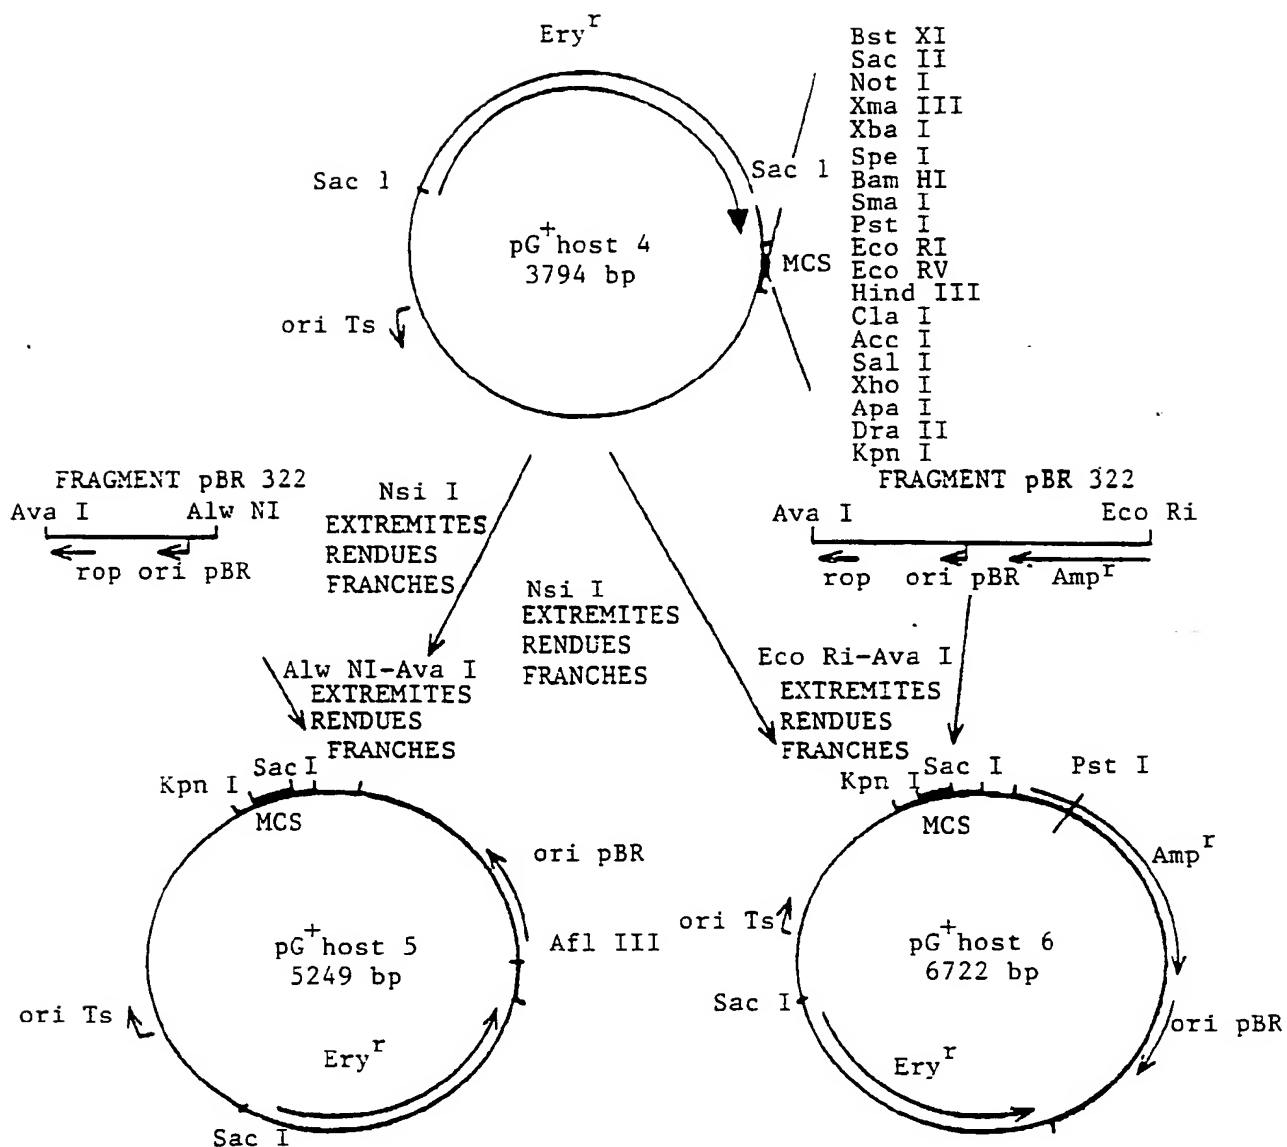 Ery^r
Sac l
Sac l
pG^+host 4
3794 bp
MCS
ori Ts
Bst XI
Sac II
Not I
Xma III
Xba I
Spe I
Bam HI
Sma I
Pst I
Eco RI
Eco RV
Hind III
Cla I
Acc I
Sal I
Xho I
Apa I
Dra II
Kpn I
FRAGMENT pBR 322
Ava I
Alw NI
rop ori pBR
Nsi I
EXTREMITES
RENDUES
FRANCHES
Nsi I
EXTREMITES
RENDUES
FRANCHES
FRAGMENT pBR 322
Ava I
Eco Ri
rop ori pBR Amp^r
Alw NI-Ava I
EXTREMITES
RENDUES
FRANCHES
Eco Ri-Ava I
EXTREMITES
RENDUES
FRANCHES
Kpn I
Sac I
MCS
ori pBR
Afl III
pG^+host 5
5249 bp
ori Ts
Ery^r
Sac I
Kpn I
Sac I
Pst I
MCS
Amp^r
ori Ts
pG^+host 6
6722 bp
Sac I
ori pBR
Ery^r